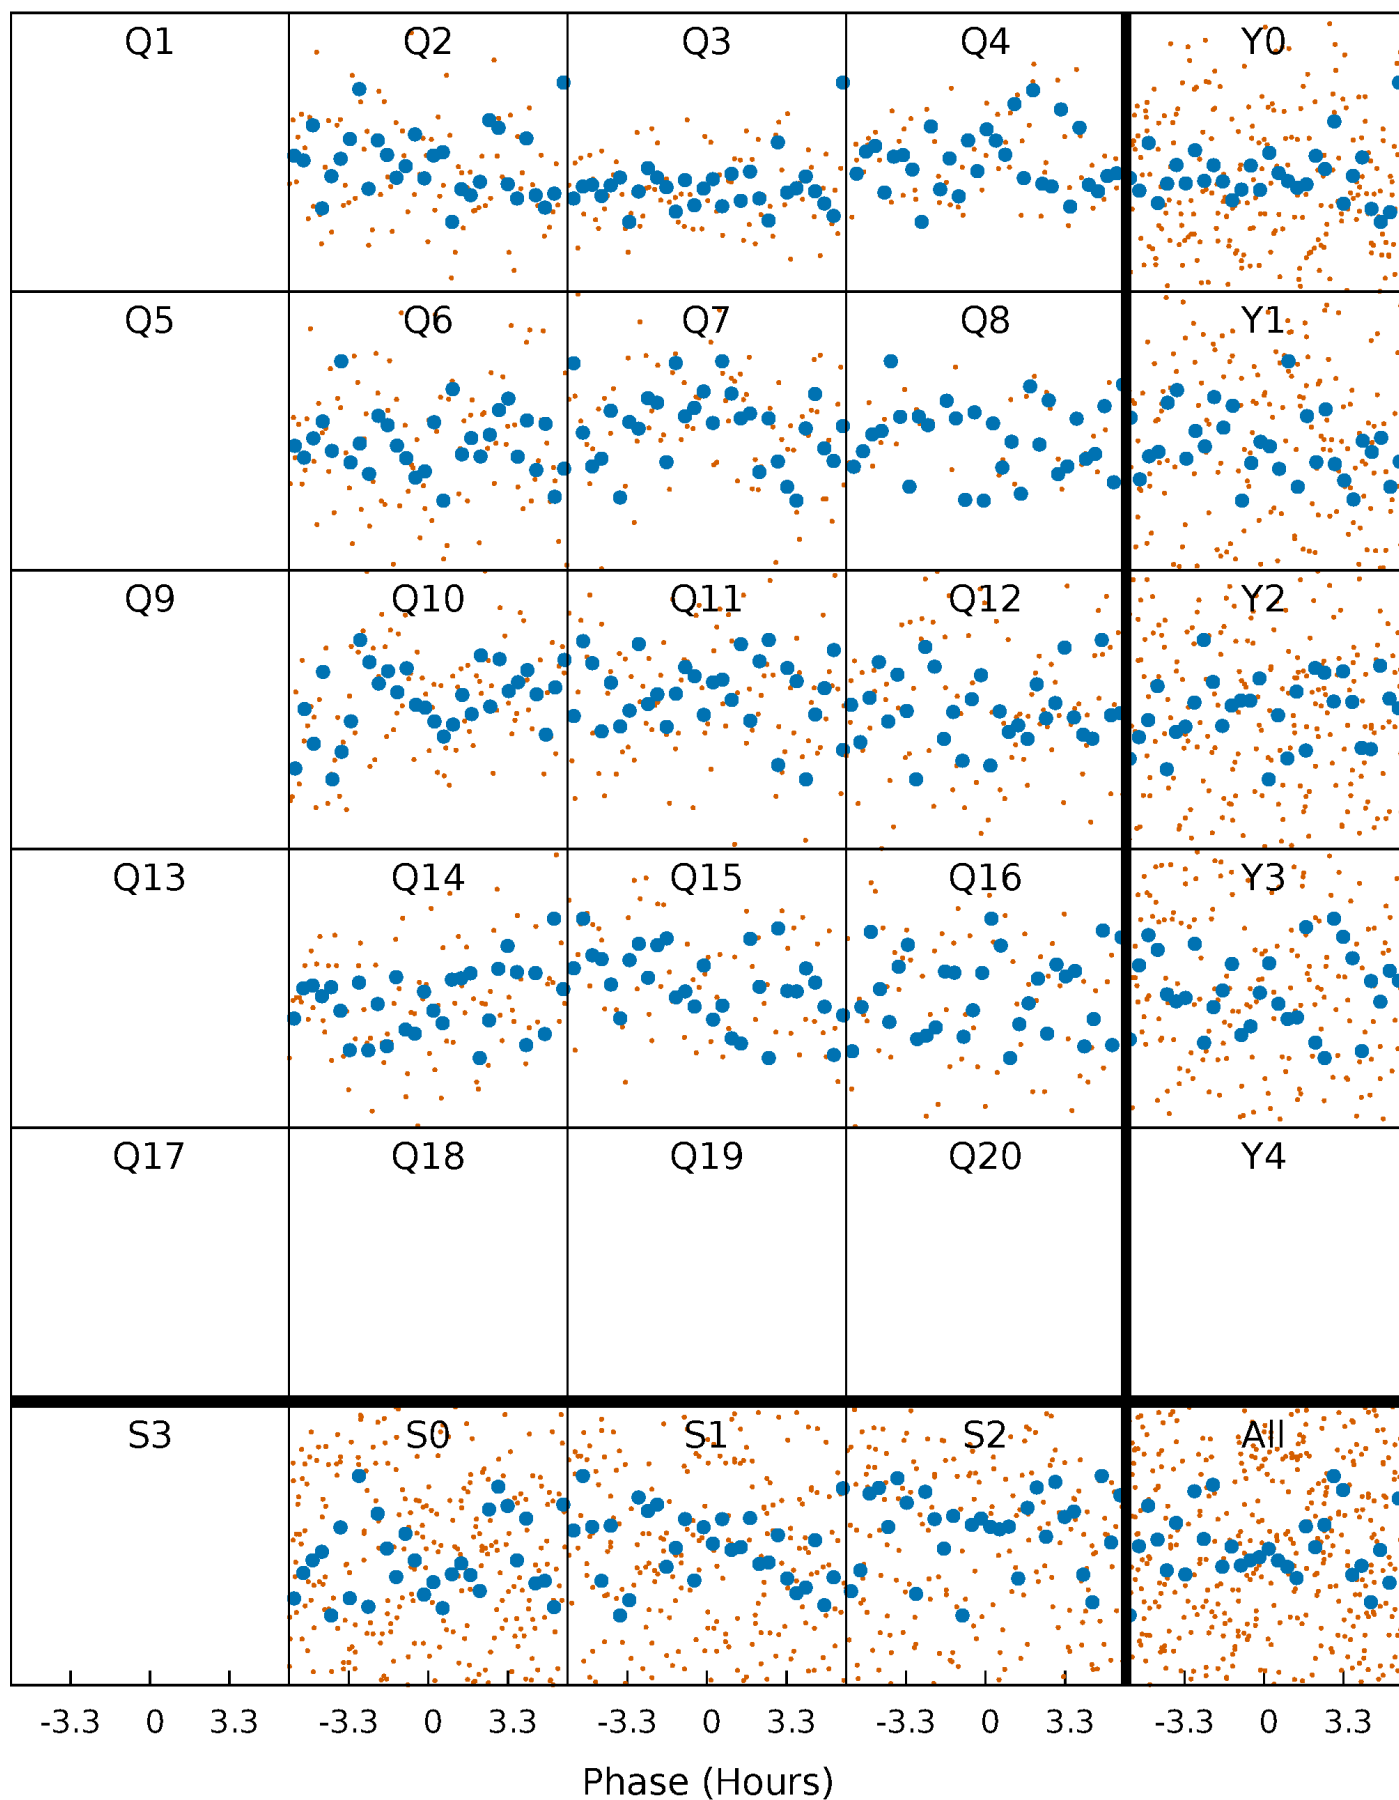 Q1 Q2 Q3 Q4 Y0
Q5 Q6 Q7 Q8 Y1
Q9 Q10 Q11 Q12 Y2
Q13 Q14 Q15 Q16 Y3
Q17 Q18 Q19 Q20 Y4
S3 S0 S1 S2 All
-3.3 0 3.3 -3.3 0 3.3 -3.3 0 3.3 -3.3 0 3.3 -3.3 0 3.3
Phase (Hours)